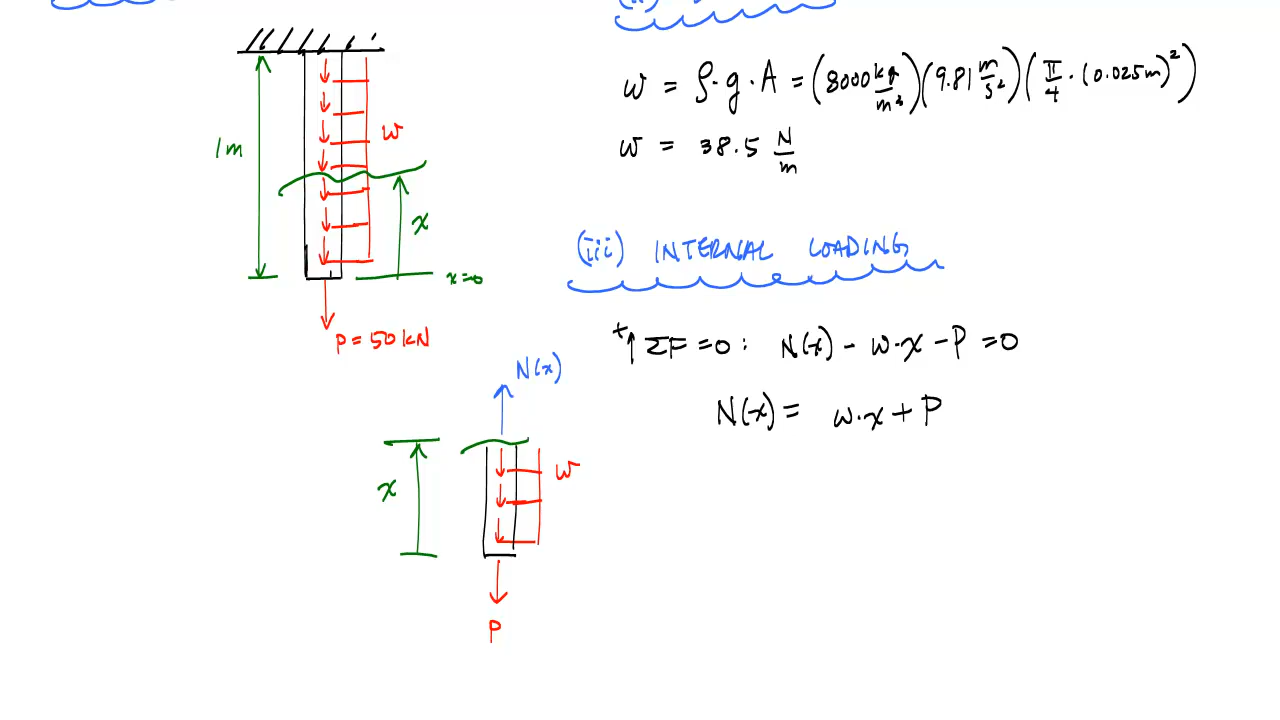 w = ρ·g·A = (8000 kg/m³)(9.81 m/s²)(π/4 · (0.025m)²)
w = 38.5 N/m
1m
w
x
x=0
P = 50 kN
(iii) INTERNAL LOADINGS
+↑ ΣF = 0: N(x) - w·x - P = 0
N(x) = w·x + P
N(x)
x
w
P